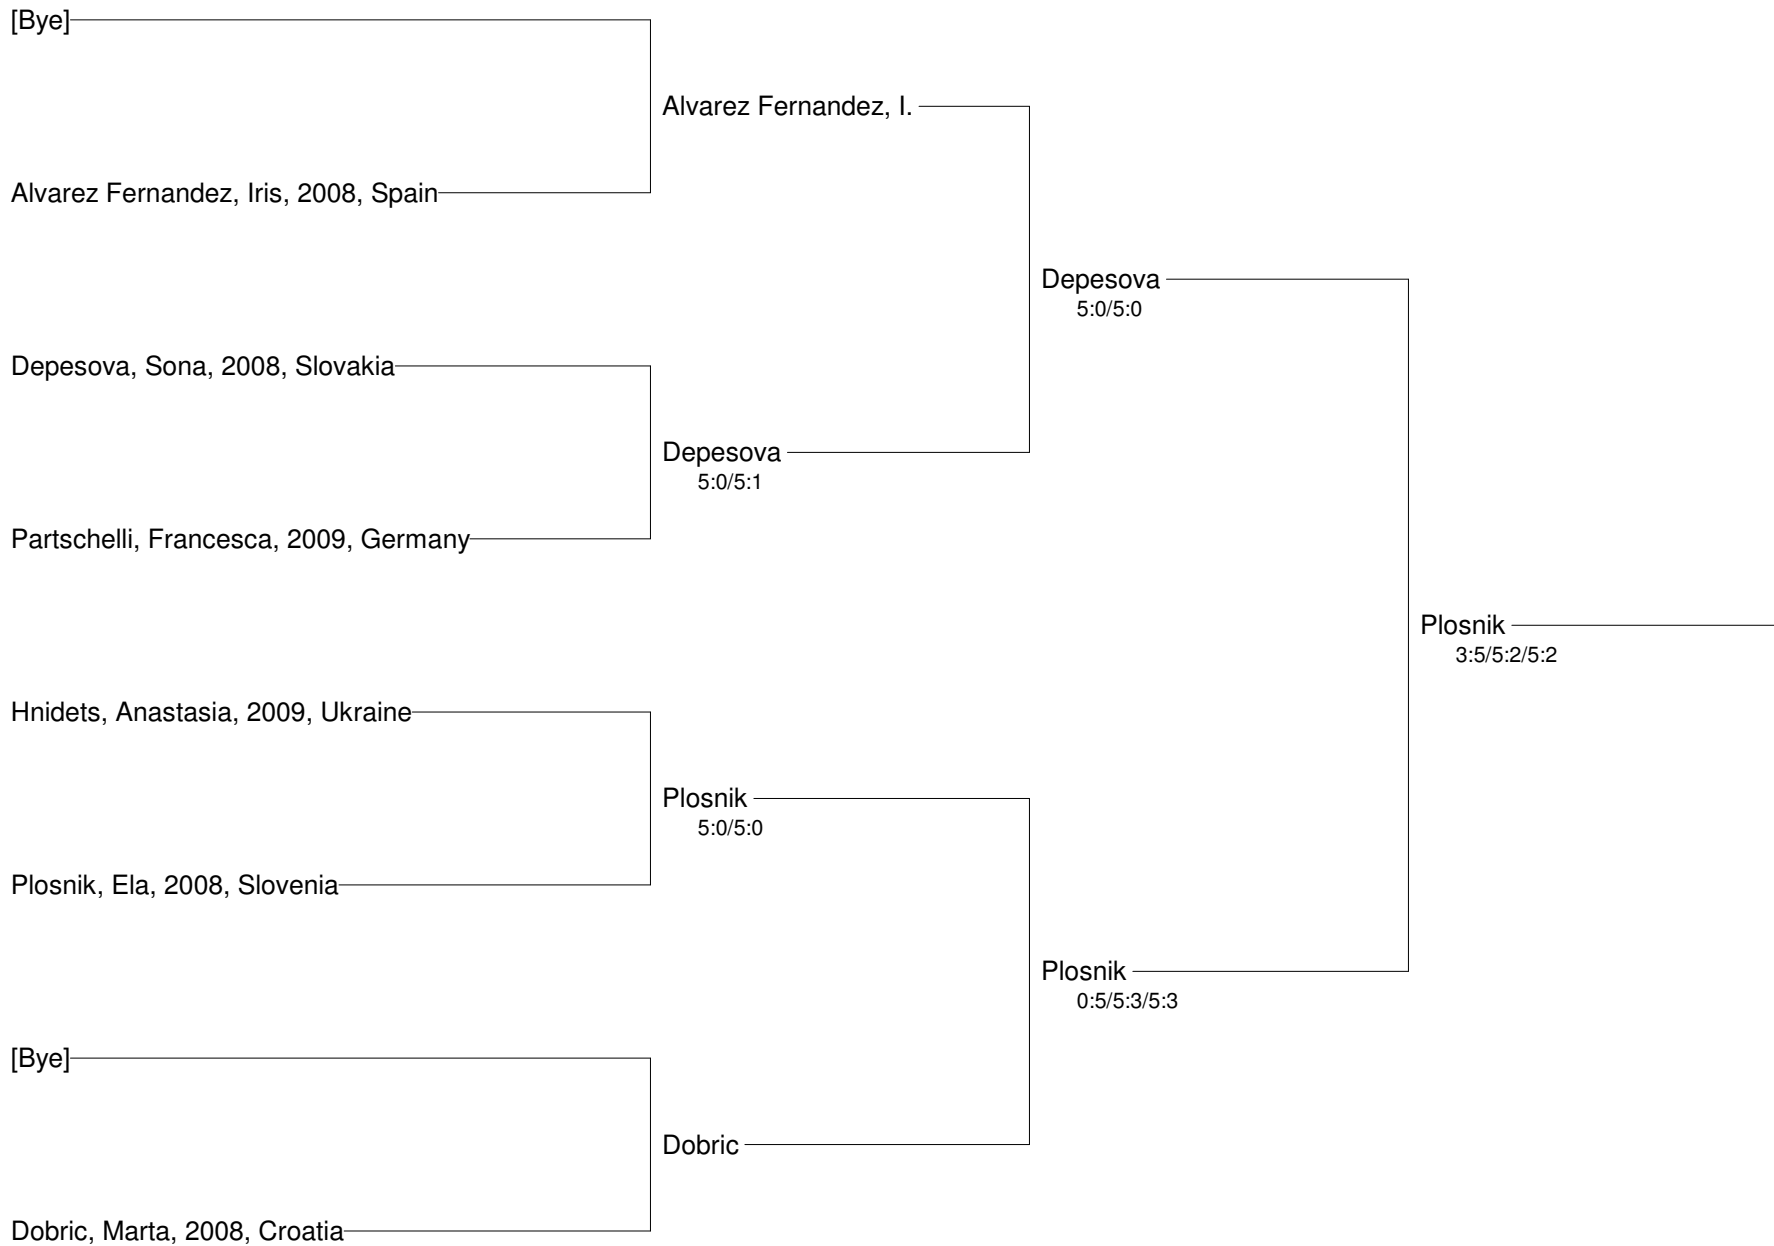 [Bye]
Alvarez Fernandez, I.
Alvarez Fernandez, Iris, 2008, Spain
Depesova
5:0/5:0
Depesova, Sona, 2008, Slovakia
Depesova
5:0/5:1
Partschelli, Francesca, 2009, Germany
Plosnik
3:5/5:2/5:2
Hnidets, Anastasia, 2009, Ukraine
Plosnik
5:0/5:0
Plosnik, Ela, 2008, Slovenia
Plosnik
0:5/5:3/5:3
[Bye]
Dobric
Dobric, Marta, 2008, Croatia